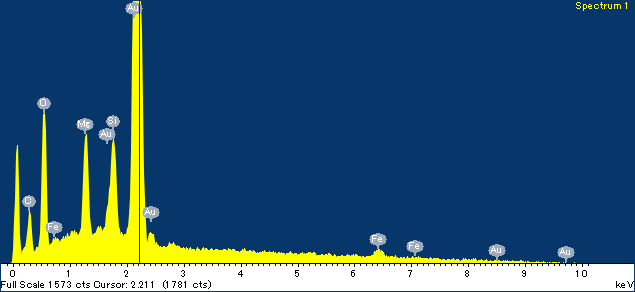 Spectrum 1
Au
O
Mg
Si
Au
O
Fe
Au
Fe
Fe
Au
Au
0 1 2 3 4 5 6 7 8 9 10
Full Scale 1573 cts Cursor: 2.211 (1781 cts) keV